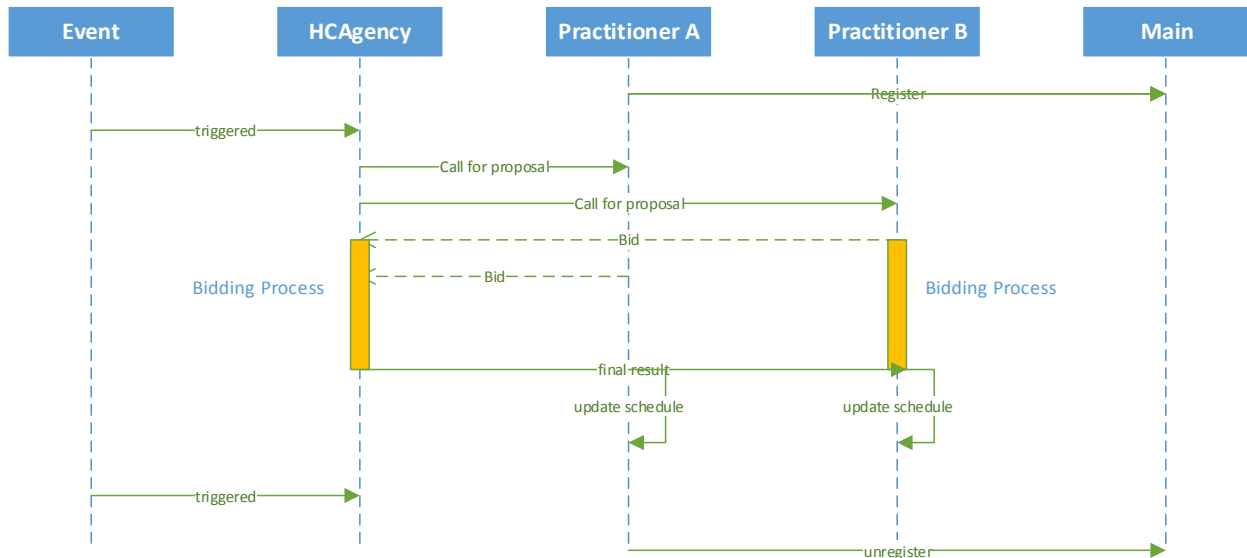 Event
HCAgency
Practitioner A
Practitioner B
Main
Register
triggered
Call for proposal
Call for proposal
Bid
Bid
Bidding Process
Bidding Process
final result
update schedule
update schedule
triggered
unregister